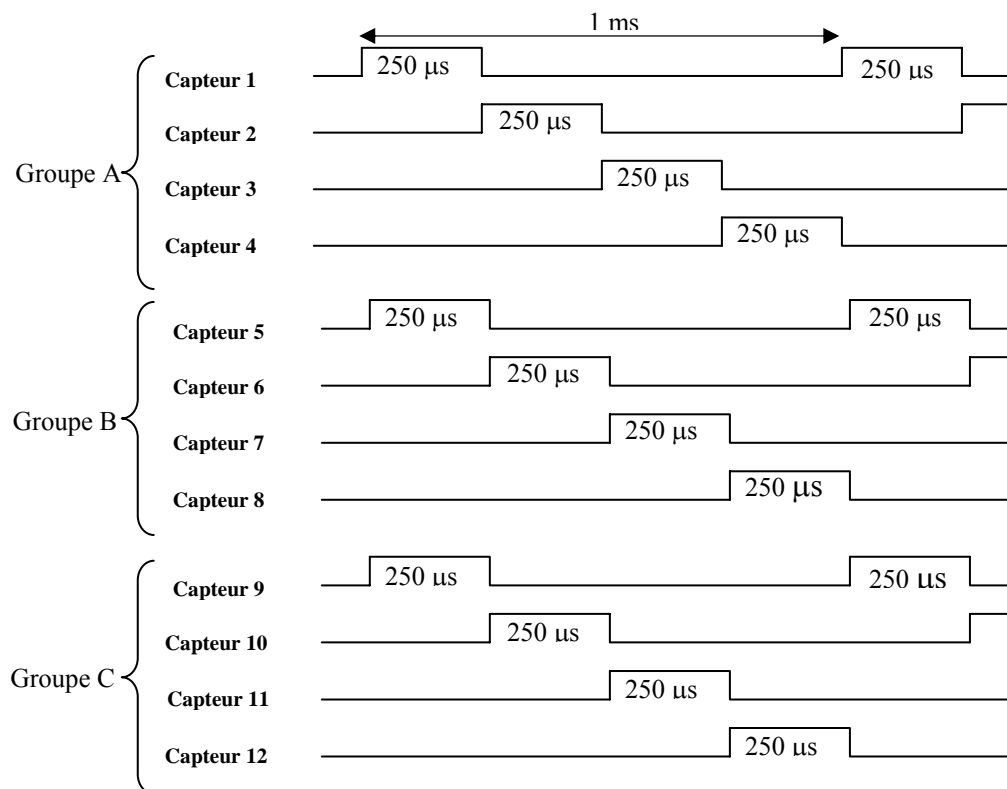 1 ms
Capteur 1 250 μs 250 μs
Capteur 2 250 μs
Groupe A
Capteur 3 250 μs
Capteur 4 250 μs
Capteur 5 250 μs 250 μs
Capteur 6 250 μs
Groupe B
Capteur 7 250 μs
Capteur 8 250 μs
Capteur 9 250 μs 250 μs
Capteur 10 250 μs
Groupe C
Capteur 11 250 μs
Capteur 12 250 μs